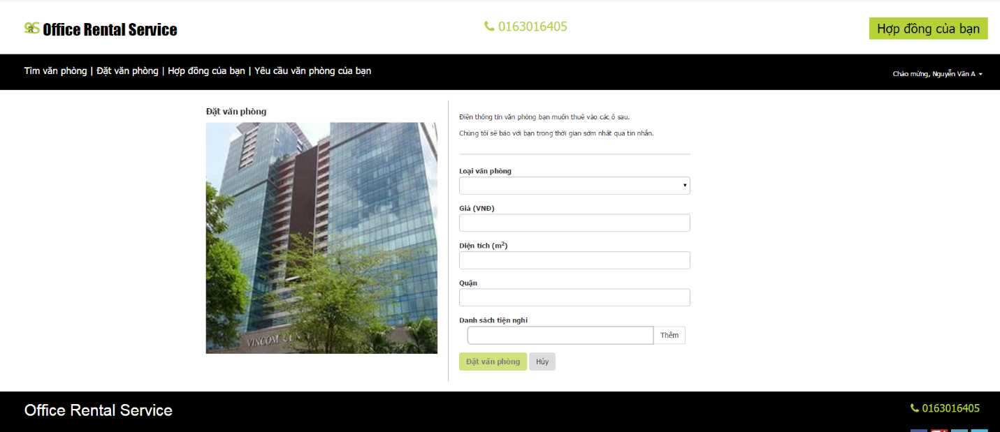 Office Rental Service
0163016405
Hợp đồng của bạn
Tìm văn phòng | Đặt văn phòng | Hợp đồng của bạn | Yêu cầu văn phòng của bạn
Chào mừng, Nguyễn Văn A
Đặt văn phòng
VINCOM
Điền thông tin văn phòng bạn muốn thuê vào các ô sau.
Chúng tôi sẽ báo với bạn trong thời gian sớm nhất qua tin nhắn.
Loại văn phòng
Giá (VNĐ)
Diện tích (m²)
Quận
Danh sách tiện nghi
Thêm
Đặt văn phòng
Hủy
Office Rental Service
0163016405